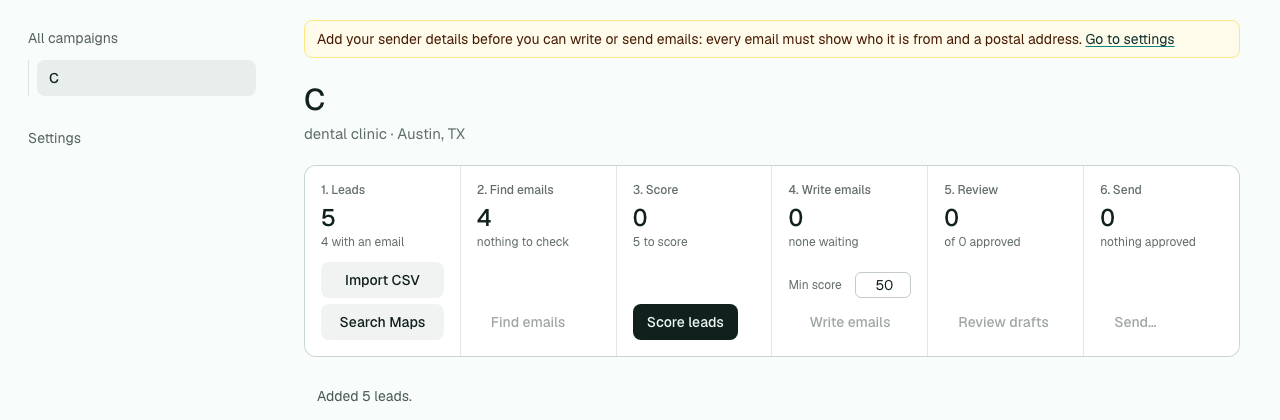 All campaigns
C
Settings
Add your sender details before you can write or send emails: every email must show who it is from and a postal address. Go to settings
C
dental clinic · Austin, TX
1. Leads
5
4 with an email
Import CSV
Search Maps
2. Find emails
4
nothing to check
Find emails
3. Score
0
5 to score
Score leads
4. Write emails
0
none waiting
Min score 50
Write emails
5. Review
0
of 0 approved
Review drafts
6. Send
0
nothing approved
Send...
Added 5 leads.